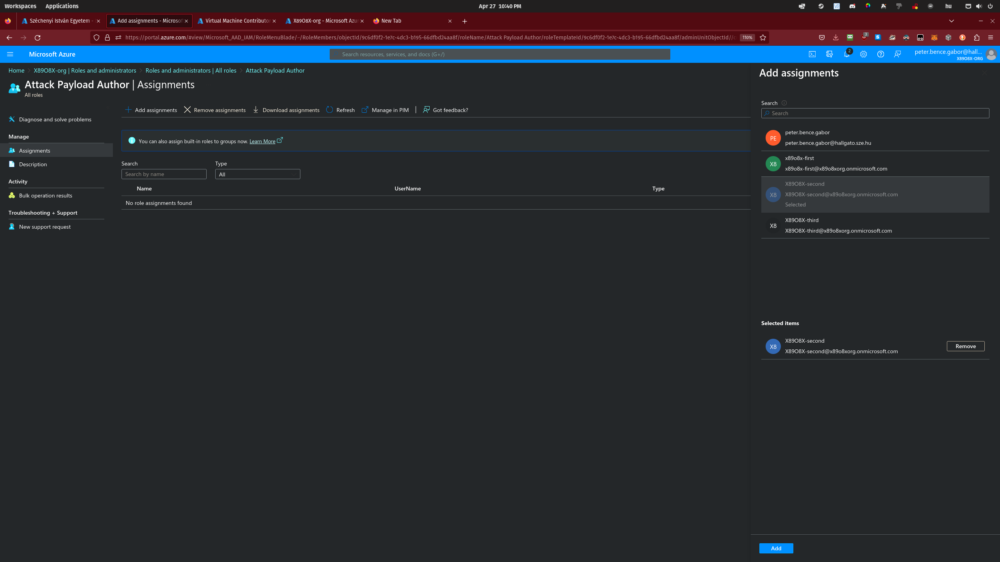 Workspaces Applications Apr 27 10:40 PM hu
Széchenyi István Egyetem - Add assignments - Microsof Virtual Machine Contributor X89O8X-org - Microsoft Azur New Tab
https://portal.azure.com/#view/Microsoft_AAD_IAM/RoleMenuBlade/~/RoleMembers/objectId/9c6df0f2-1e7c-4dc3-b195-66dfbd24aa8f/roleName/Attack Payload Author/roleTemplateId/9c6df0f2-1e7c-4dc3-b195-66dfbd24aa8f/adminUnitObjectId//c 110% 3
Microsoft Azure Search resources, services, and docs (G+/) 2 peter.bence.gabor@hall...
X89O8X-ORG
Home > X89O8X-org | Roles and administrators > Roles and administrators | All roles > Attack Payload Author
Attack Payload Author | Assignments
All roles
Diagnose and solve problems
Manage
Assignments
Description
Activity
Bulk operation results
Troubleshooting + Support
New support request
Add assignments Remove assignments Download assignments Refresh Manage in PIM | Got feedback?
You can also assign built-in roles to groups now. Learn More
Search Type
Search by name All
Name UserName Type
No role assignments found
Add assignments
Search
Search
PE peter.bence.gabor
peter.bence.gabor@hallgato.sze.hu
X8 x89o8x-first
x89o8x-first@x89o8xorg.onmicrosoft.com
X8 X89O8X-second
X89O8X-second@x89o8xorg.onmicrosoft.com
Selected
X8 X89O8X-third
X89O8X-third@x89o8xorg.onmicrosoft.com
Selected items
X8 X89O8X-second
X89O8X-second@x89o8xorg.onmicrosoft.com
Remove
Add